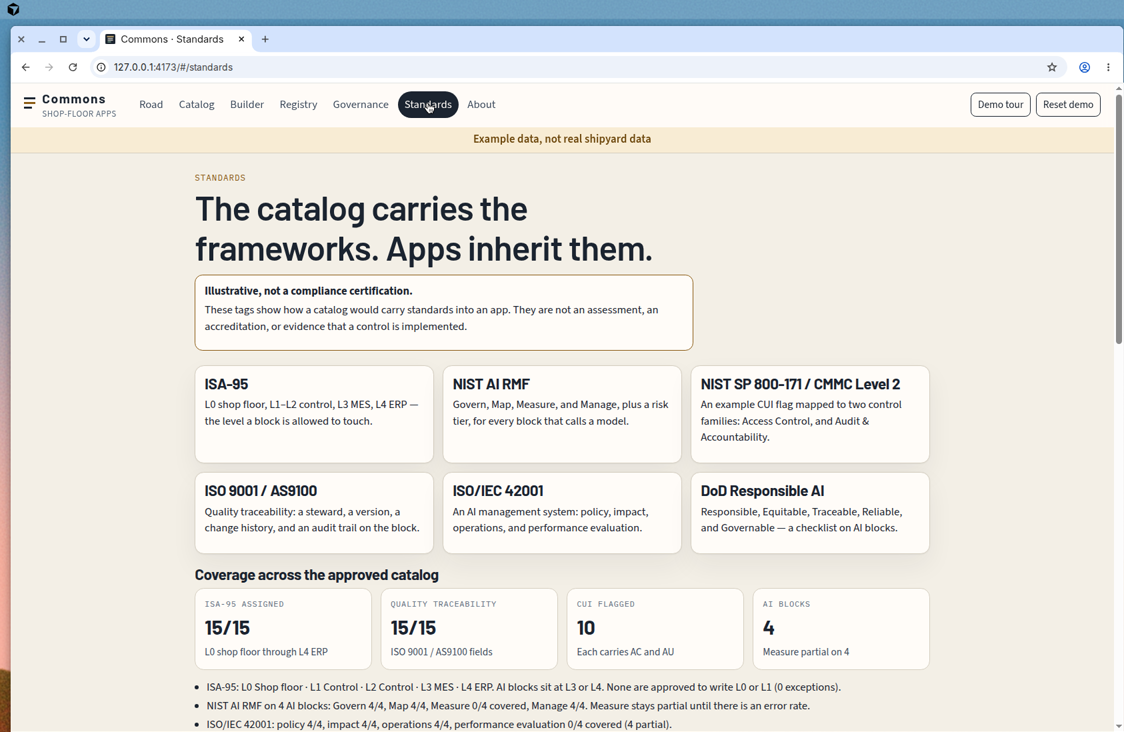 Commons · Standards
127.0.0.1:4173/#/standards
Commons
SHOP-FLOOR APPS
Road
Catalog
Builder
Registry
Governance
Standards
About
Demo tour
Reset demo
Example data, not real shipyard data
STANDARDS
The catalog carries the
frameworks. Apps inherit them.
Illustrative, not a compliance certification.
These tags show how a catalog would carry standards into an app. They are not an assessment, an
accreditation, or evidence that a control is implemented.
ISA-95
L0 shop floor, L1–L2 control, L3 MES, L4 ERP —
the level a block is allowed to touch.
NIST AI RMF
Govern, Map, Measure, and Manage, plus a risk
tier, for every block that calls a model.
NIST SP 800-171 / CMMC Level 2
An example CUI flag mapped to two control
families: Access Control, and Audit &
Accountability.
ISO 9001 / AS9100
Quality traceability: a steward, a version, a
change history, and an audit trail on the block.
ISO/IEC 42001
An AI management system: policy, impact,
operations, and performance evaluation.
DoD Responsible AI
Responsible, Equitable, Traceable, Reliable,
and Governable — a checklist on AI blocks.
Coverage across the approved catalog
ISA-95 ASSIGNED
15/15
L0 shop floor through L4 ERP
QUALITY TRACEABILITY
15/15
ISO 9001 / AS9100 fields
CUI FLAGGED
10
Each carries AC and AU
AI BLOCKS
4
Measure partial on 4
• ISA-95: L0 Shop floor · L1 Control · L2 Control · L3 MES · L4 ERP. AI blocks sit at L3 or L4. None are approved to write L0 or L1 (0 exceptions).
• NIST AI RMF on 4 AI blocks: Govern 4/4, Map 4/4, Measure 0/4 covered, Manage 4/4. Measure stays partial until there is an error rate.
• ISO/IEC 42001: policy 4/4, impact 4/4, operations 4/4, performance evaluation 0/4 covered (4 partial).